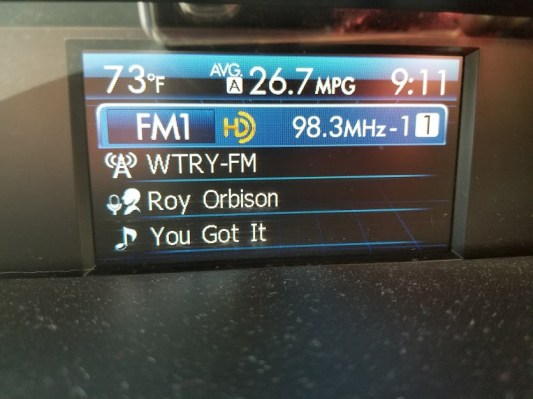 73°F AVG. A 26.7 MPG 9:11
FM1 HD 98.3MHz-1 1
WTRY-FM
Roy Orbison
You Got It